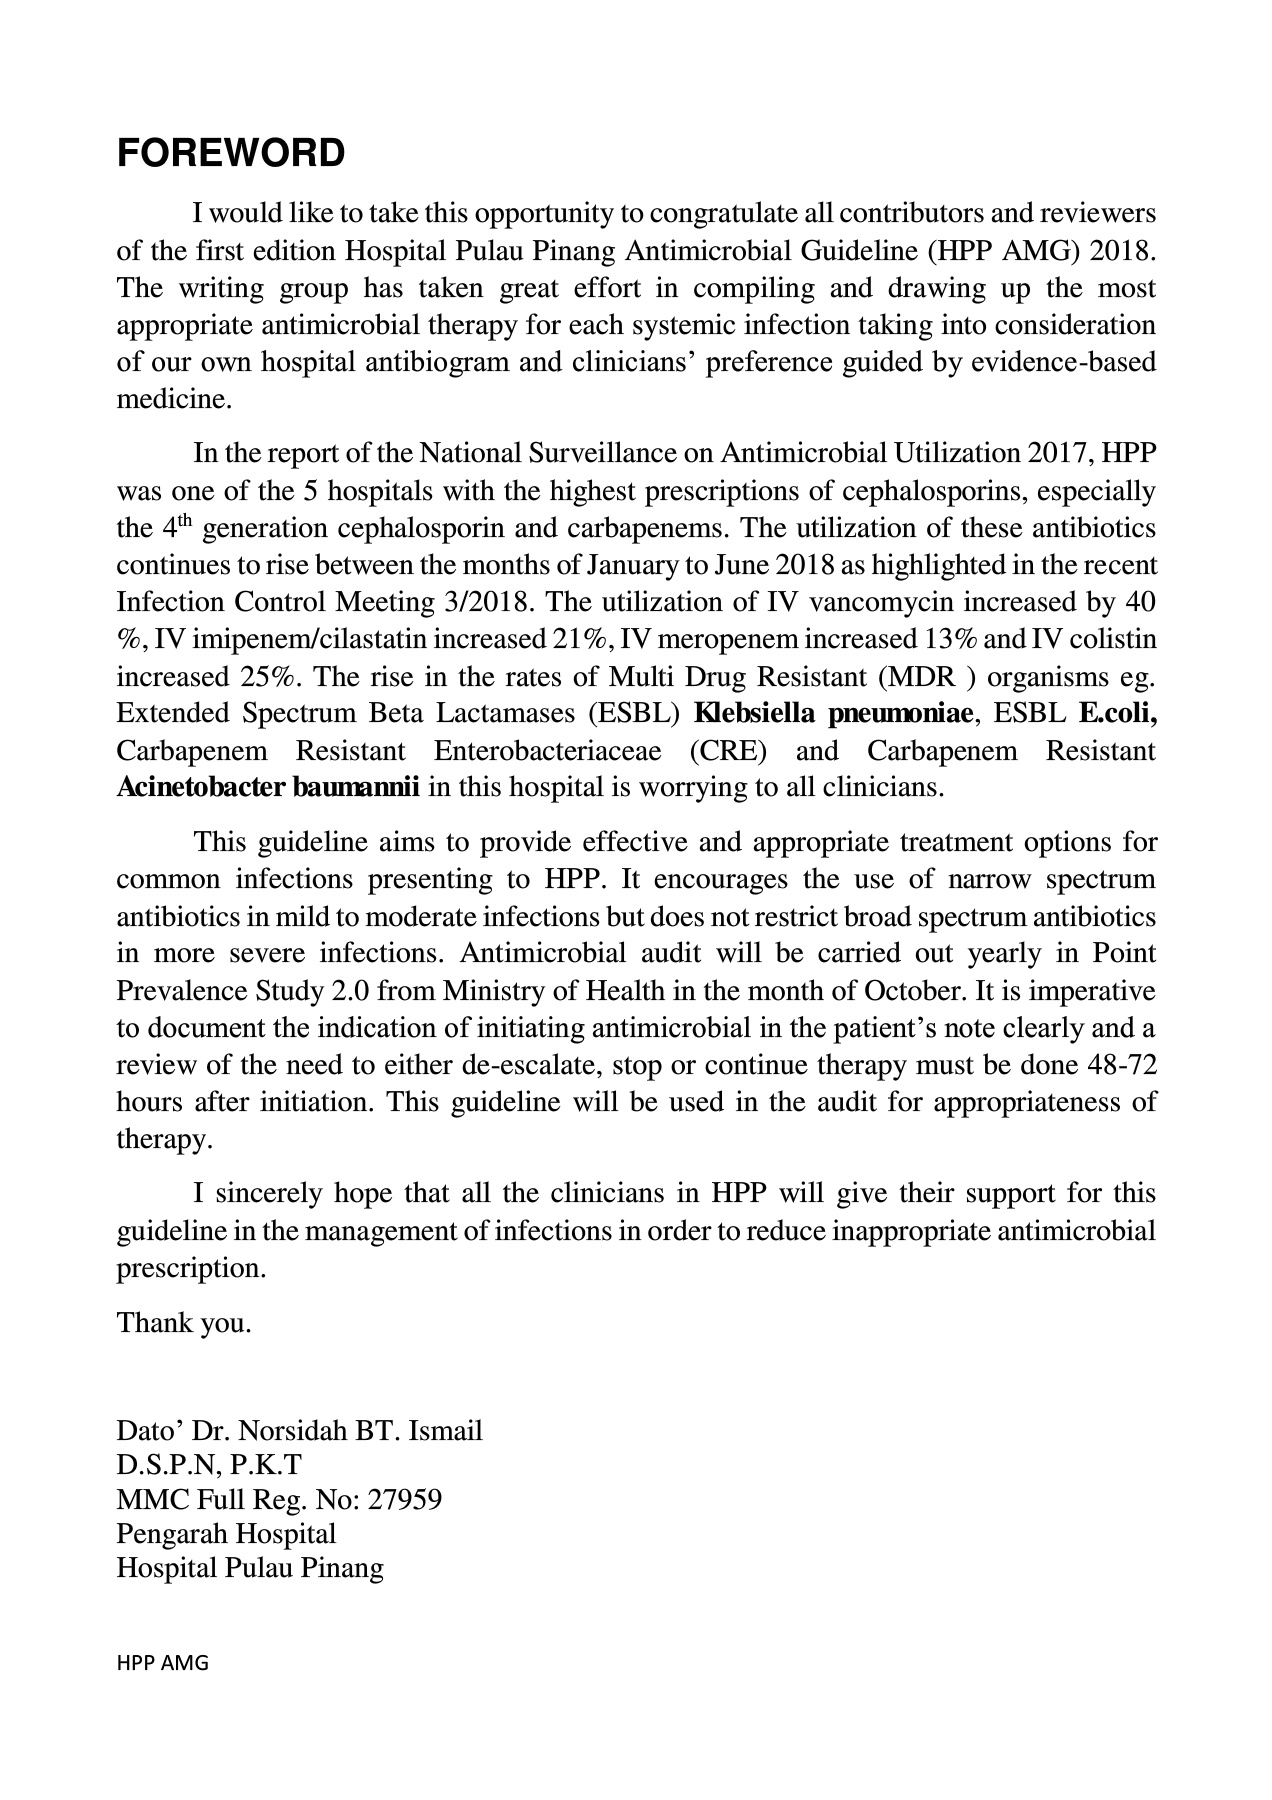 FOREWORD
I would like to take this opportunity to congratulate all contributors and reviewers
of the first edition Hospital Pulau Pinang Antimicrobial Guideline (HPP AMG) 2018.
The writing group has taken great effort in compiling and drawing up the most
appropriate antimicrobial therapy for each systemic infection taking into consideration
of our own hospital antibiogram and clinicians’ preference guided by evidence-based
medicine.
In the report of the National Surveillance on Antimicrobial Utilization 2017, HPP
was one of the 5 hospitals with the highest prescriptions of cephalosporins, especially
the 4th generation cephalosporin and carbapenems. The utilization of these antibiotics
continues to rise between the months of January to June 2018 as highlighted in the recent
Infection Control Meeting 3/2018. The utilization of IV vancomycin increased by 40
%, IV imipenem/cilastatin increased 21%, IV meropenem increased 13% and IV colistin
increased 25%. The rise in the rates of Multi Drug Resistant (MDR ) organisms eg.
Extended Spectrum Beta Lactamases (ESBL) Klebsiella pneumoniae, ESBL E.coli,
Carbapenem Resistant Enterobacteriaceae (CRE) and Carbapenem Resistant
Acinetobacter baumannii in this hospital is worrying to all clinicians.
This guideline aims to provide effective and appropriate treatment options for
common infections presenting to HPP. It encourages the use of narrow spectrum
antibiotics in mild to moderate infections but does not restrict broad spectrum antibiotics
in more severe infections. Antimicrobial audit will be carried out yearly in Point
Prevalence Study 2.0 from Ministry of Health in the month of October. It is imperative
to document the indication of initiating antimicrobial in the patient’s note clearly and a
review of the need to either de-escalate, stop or continue therapy must be done 48-72
hours after initiation. This guideline will be used in the audit for appropriateness of
therapy.
I sincerely hope that all the clinicians in HPP will give their support for this
guideline in the management of infections in order to reduce inappropriate antimicrobial
prescription.
Thank you.
Dato’ Dr. Norsidah BT. Ismail
D.S.P.N, P.K.T
MMC Full Reg. No: 27959
Pengarah Hospital
Hospital Pulau Pinang
HPP AMG